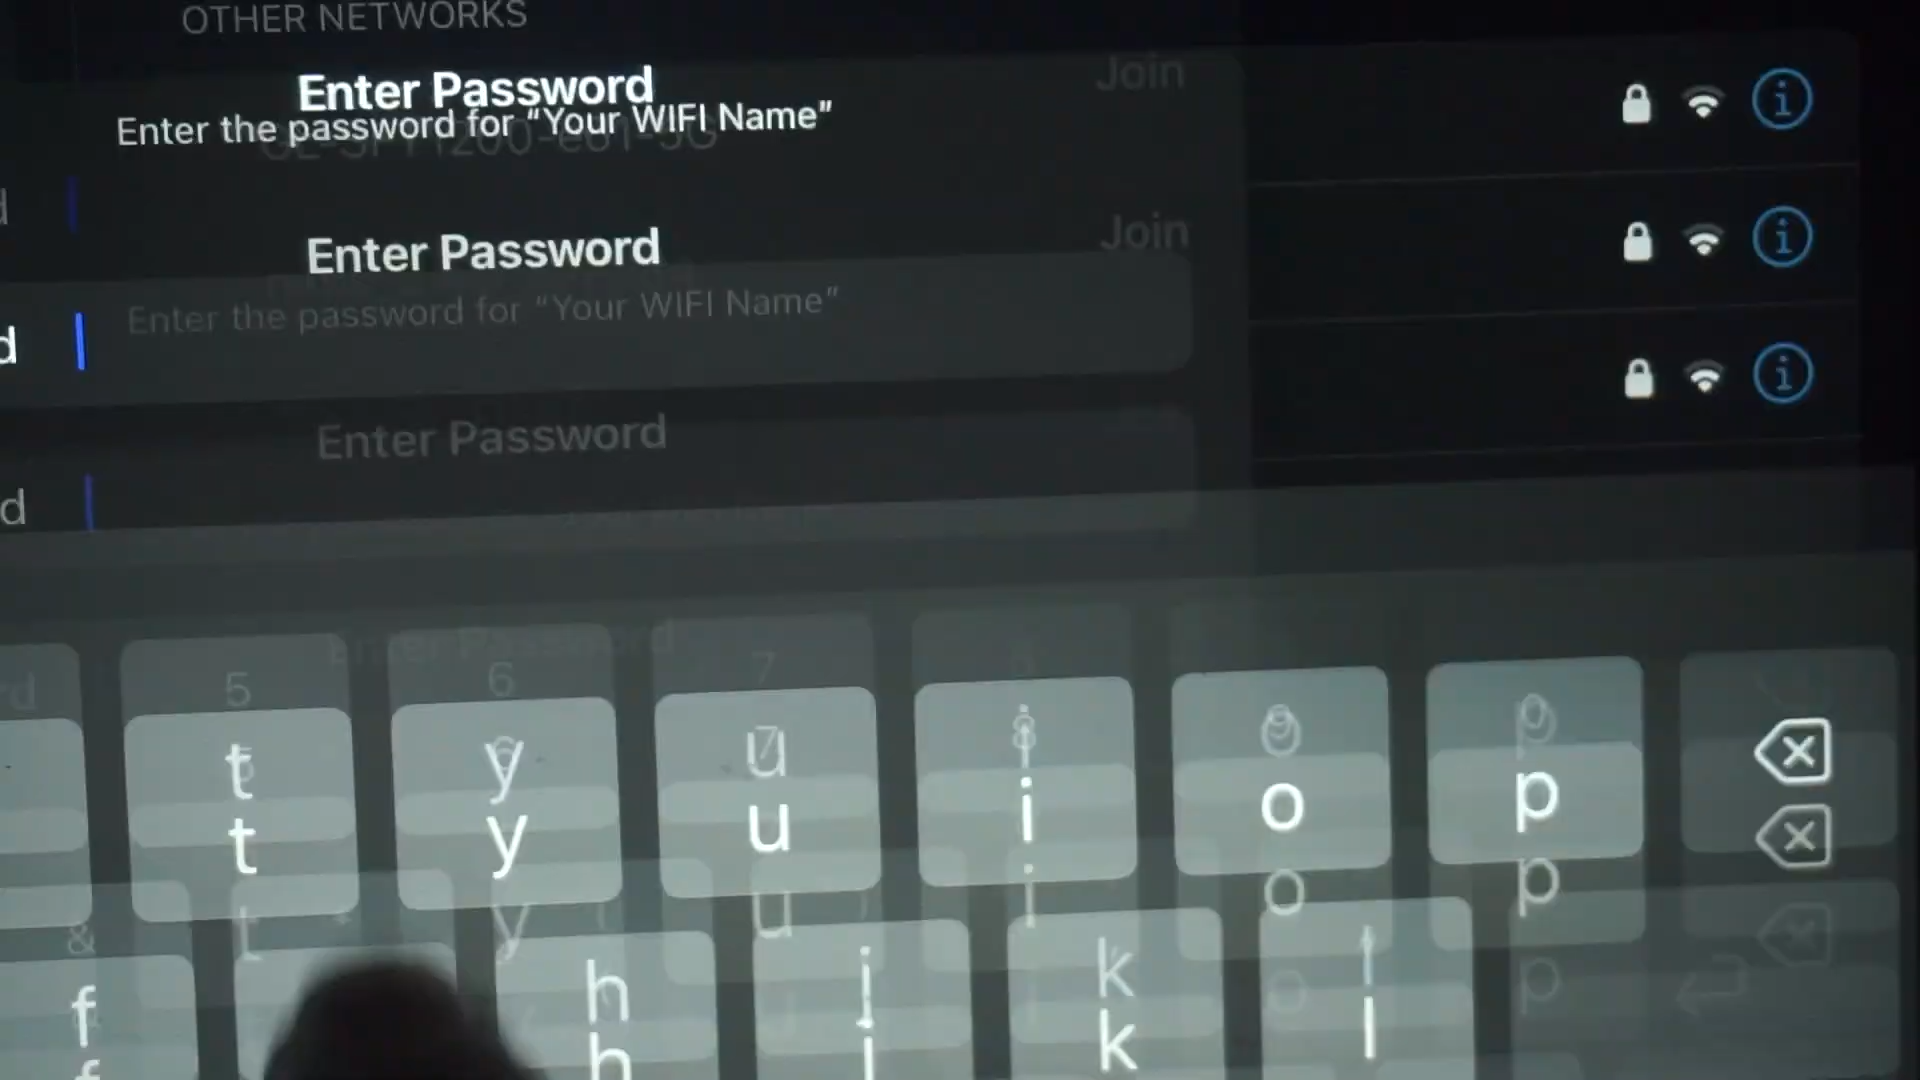 OTHER NETWORKS
Enter Password
Join
Enter the password for “Your WIFI Name”
Enter Password
Join
Enter the password for “Your WIFI Name”
Enter Password
5 6 7 8
t y u i o p
t y u i o p
t y u i o p
&
f h j k l
f h j k l